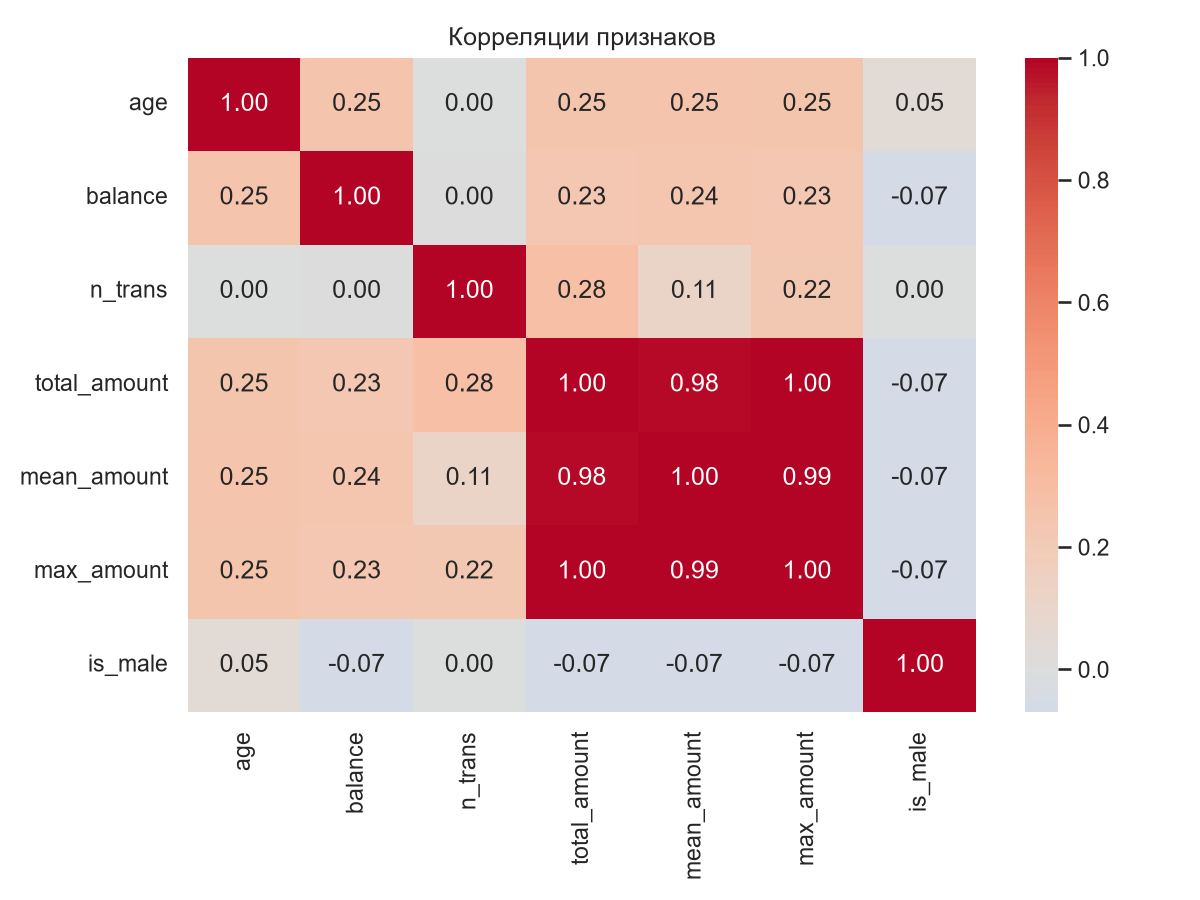 Корреляции признаков
age 1.00 0.25 0.00 0.25 0.25 0.25 0.05
balance 0.25 1.00 0.00 0.23 0.24 0.23 -0.07
n_trans 0.00 0.00 1.00 0.28 0.11 0.22 0.00
total_amount 0.25 0.23 0.28 1.00 0.98 1.00 -0.07
mean_amount 0.25 0.24 0.11 0.98 1.00 0.99 -0.07
max_amount 0.25 0.23 0.22 1.00 0.99 1.00 -0.07
is_male 0.05 -0.07 0.00 -0.07 -0.07 -0.07 1.00
age balance n_trans total_amount mean_amount max_amount is_male
1.0
0.8
0.6
0.4
0.2
0.0